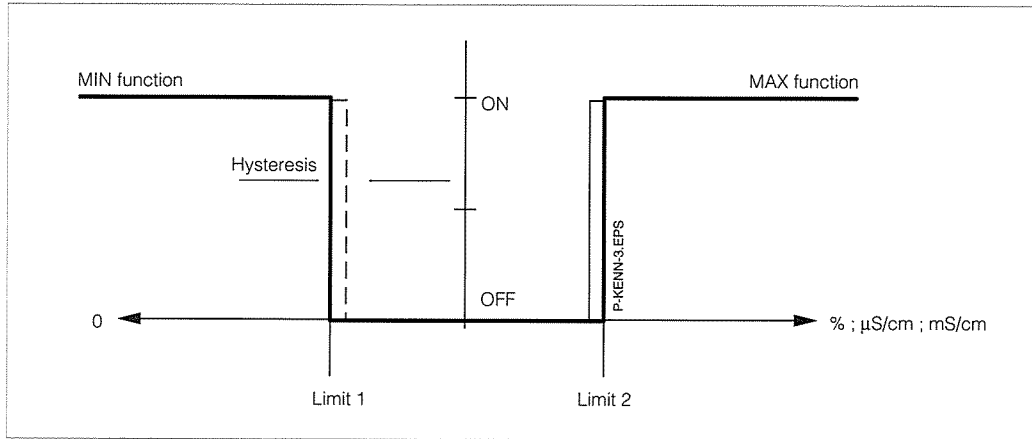 MIN function
MAX function
ON
Hysteresis
P-KENN-3.EPS
OFF
0
% ; µS/cm ; mS/cm
Limit 1
Limit 2